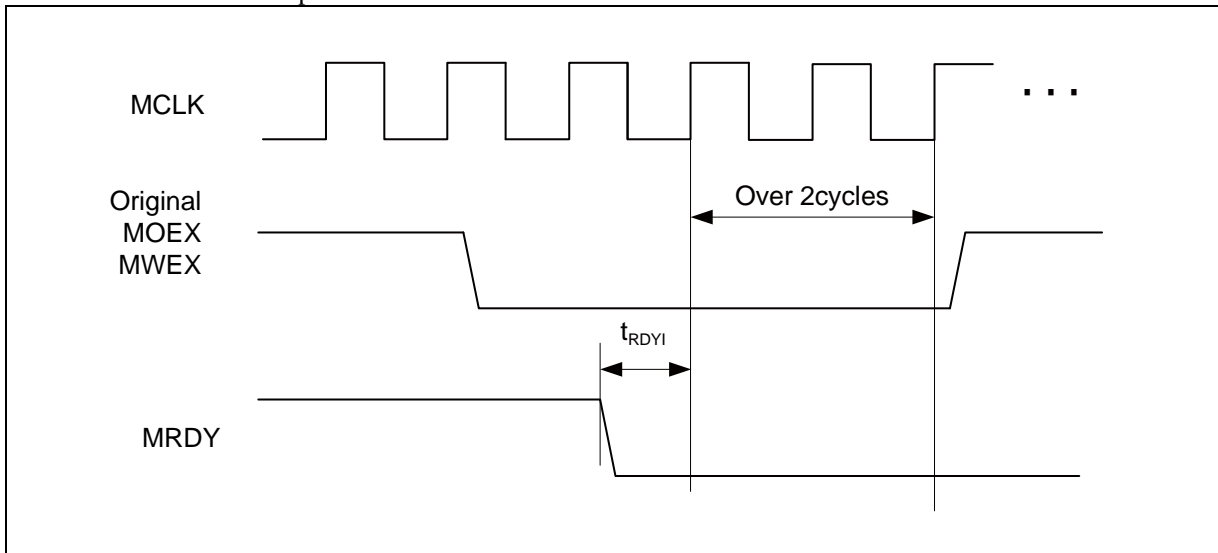 MCLK
. . .
Original
MOEX
MWEX
Over 2cycles
tRDYI
MRDY